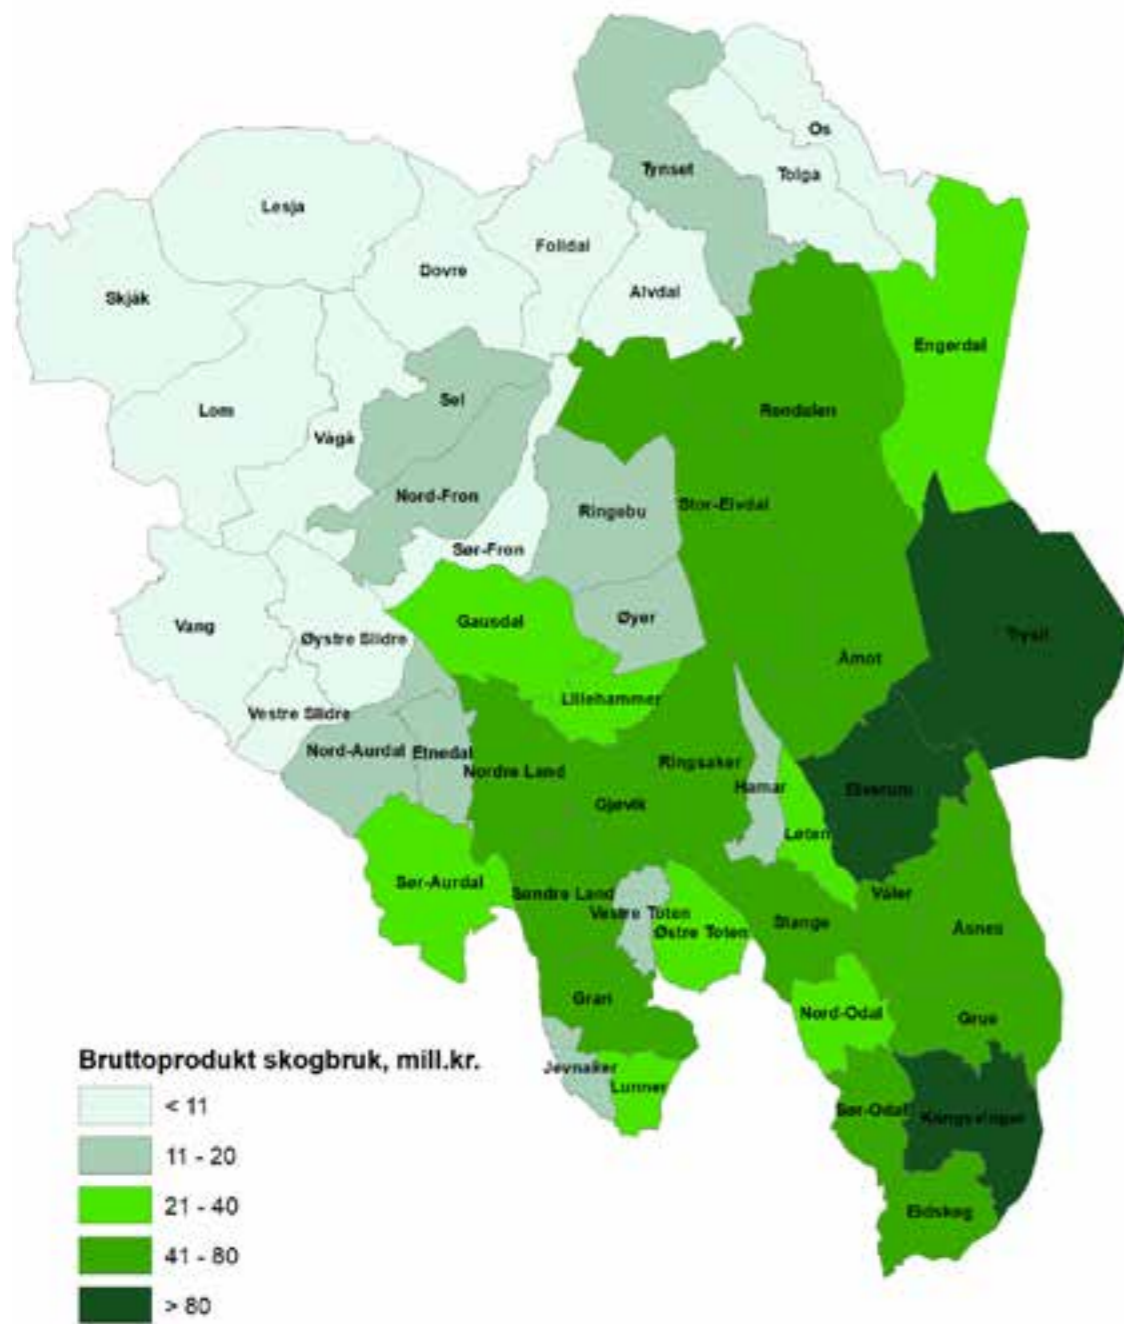 Os
Tynset
Tolga
Lesja
Folldal
Dovre
Alvdal
Skjåk
Engerdal
Sel
Lom
Rendalen
Vågå
Nord-Fron
Stor-Elvdal
Ringebu
Sør-Fron
Øyer
Gausdal
Vang
Øystre Slidre
Trysil
Åmot
Lillehammer
Vestre Slidre
Nord-Aurdal
Etnedal
Ringsaker
Nordre Land
Hamar
Elverum
Gjøvik
Løten
Sør-Aurdal
Søndre Land
Våler
Vestre Toten
Østre Toten
Stange
Åsnes
Gran
Nord-Odal
Grue
Bruttoprodukt skogbruk, mill.kr.
Jevnaker
Lunner
< 11
Sør-Odal
Kongsvinger
11 - 20
21 - 40
Eidskog
41 - 80
> 80